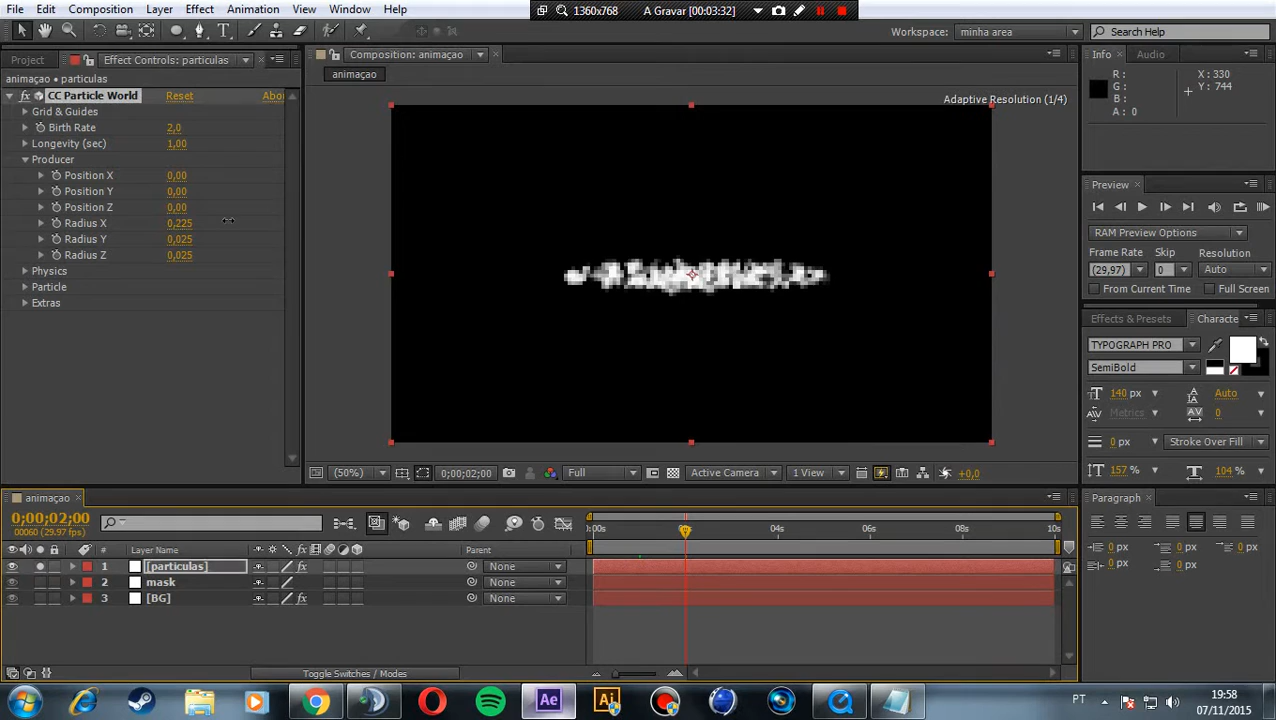 File Edit Composition Layer Effect Animation View Window Help
1360x768 A Gravar [00:03:32]
Workspace: minha area Search Help
Project Effect Controls: particulas
Composition: animaçao
Info Audio
animaçao • particulas
animaçao
fx CC Particle World Reset Abo
Grid & Guides
Birth Rate 2,0
Longevity (sec) 1,00
Producer
Position X 0,00
Position Y 0,00
Position Z 0,00
Radius X 0,225
Radius Y 0,025
Radius Z 0,025
Physics
Particle
Extras
Adaptive Resolution (1/4)
R: X: 330
G: Y: 744
B:
A: 0
Preview
RAM Preview Options
Frame Rate Skip Resolution
(29,97) 0 Auto
From Current Time Full Screen
Effects & Presets Characte
TYPOGRAPH PRO
SemiBold
140 px Auto
Metrics 0
0 px Stroke Over Fill
157 % 104 %
(50%) 0;00;02;00 Full Active Camera 1 View +0,0
animaçao
0;00;02;00
00060 (29.97 fps)
:00s 04s 06s 08s 10s
# Layer Name Parent
1 [particulas] fx None
2 mask None
3 [BG] fx None
Toggle Switches / Modes
Paragraph
0 px 0 px 0 px
0 px 0 px
Ae Ai
PT 19:58
07/11/2015